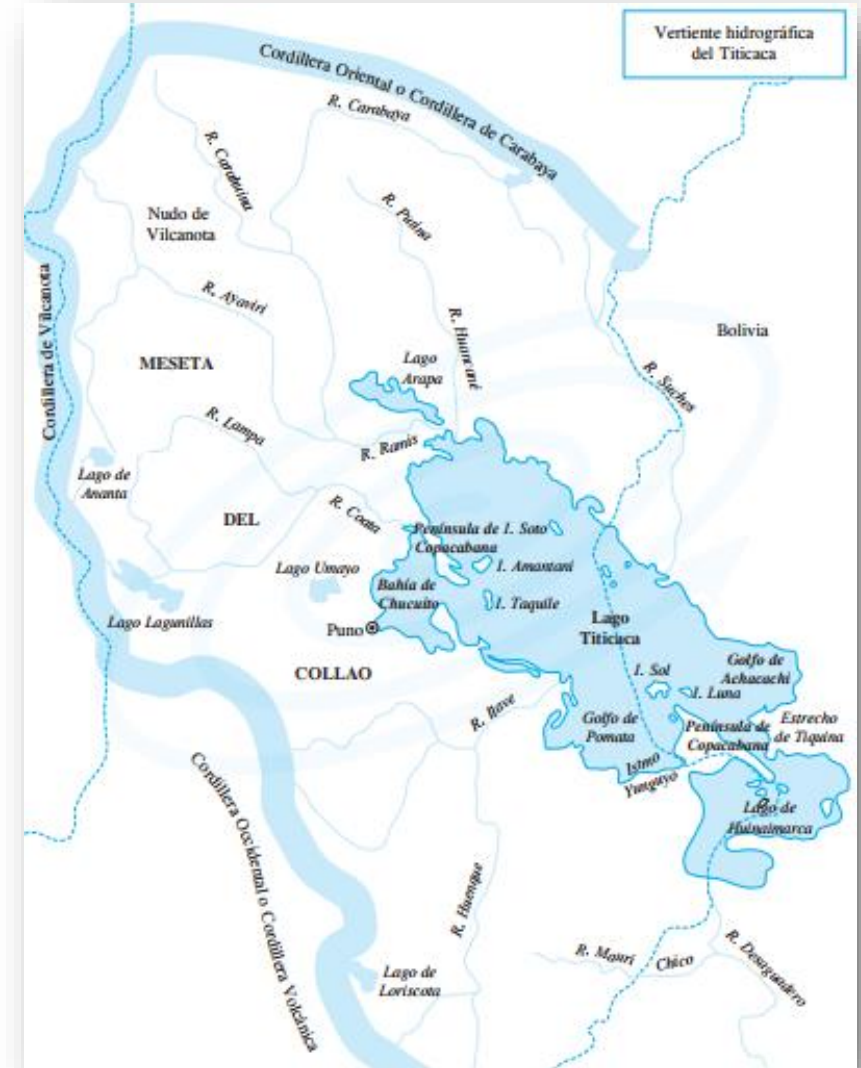 Vertiente hidrográfica
del Titicaca
Cordillera Oriental o Cordillera de Carabaya
R. Carabaya
R. Carabaina
R. Putina
Nudo de
Vilcanota
R. Ayaviri
R. Huancané
Bolivia
Cordillera de Vilcanota
MESETA
Lago
Arapa
R. Suches
R. Lampa
R. Ramis
Lago de
Ananta
DEL
R. Coata
Península de
Copacabana
I. Soto
Lago Umayo
I. Amantani
Bahía de
Chucuito
Lago Lagunillas
I. Taquile
Puno
Lago
Titicaca
COLLAO
I. Sol
Golfo de
Achacachi
I. Luna
R. Ilave
Golfo de
Pomata
Península de
Copacabana
Estrecho
de Tiquina
Istmo
Yunguyo
Lago de
Huinaimarca
Cordillera Occidental o Cordillera Volcánica
R. Huenque
R. Mauri Chico
R. Desaguadero
Lago de
Loriscota